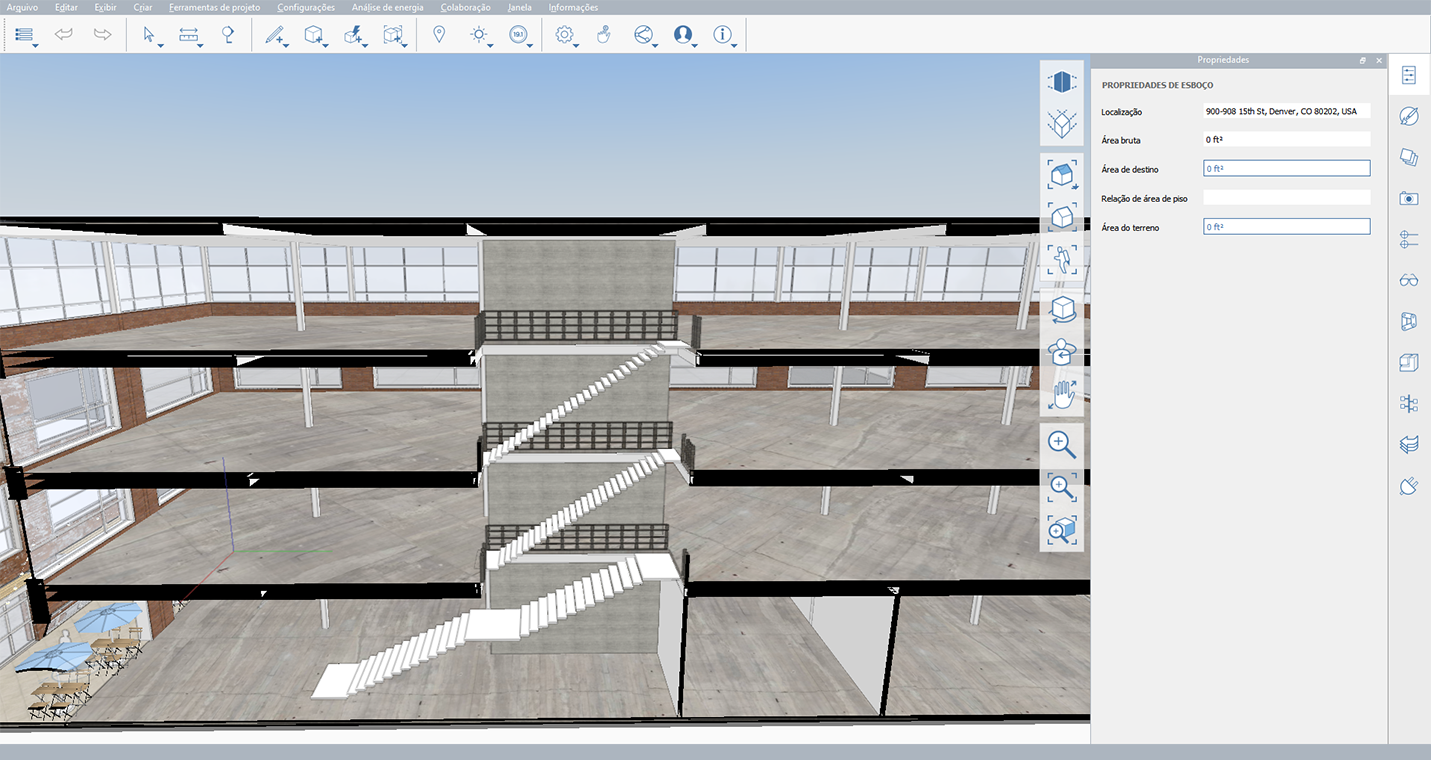 Arquivo Editar Exibir Criar Ferramentas de projeto Configurações Análise de energia Colaboração Janela Informações
19.1
Propriedades
PROPRIEDADES DE ESBOÇO
Localização 900-908 15th St, Denver, CO 80202, USA
Área bruta 0 ft²
Área de destino 0 ft²
Relação de área de piso
Área do terreno 0 ft²